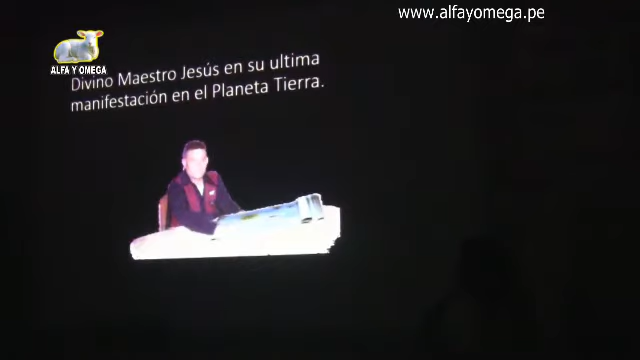 www.alfayomega.pe
ALFA Y OMEGA
Divino Maestro Jesús en su ultima
manifestación en el Planeta Tierra.